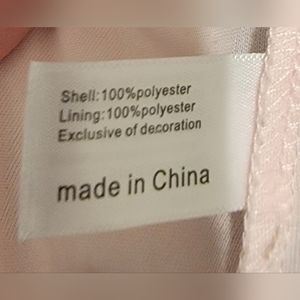 Shell:100%polyester
Lining:100%polyester
Exclusive of decoration
made in China